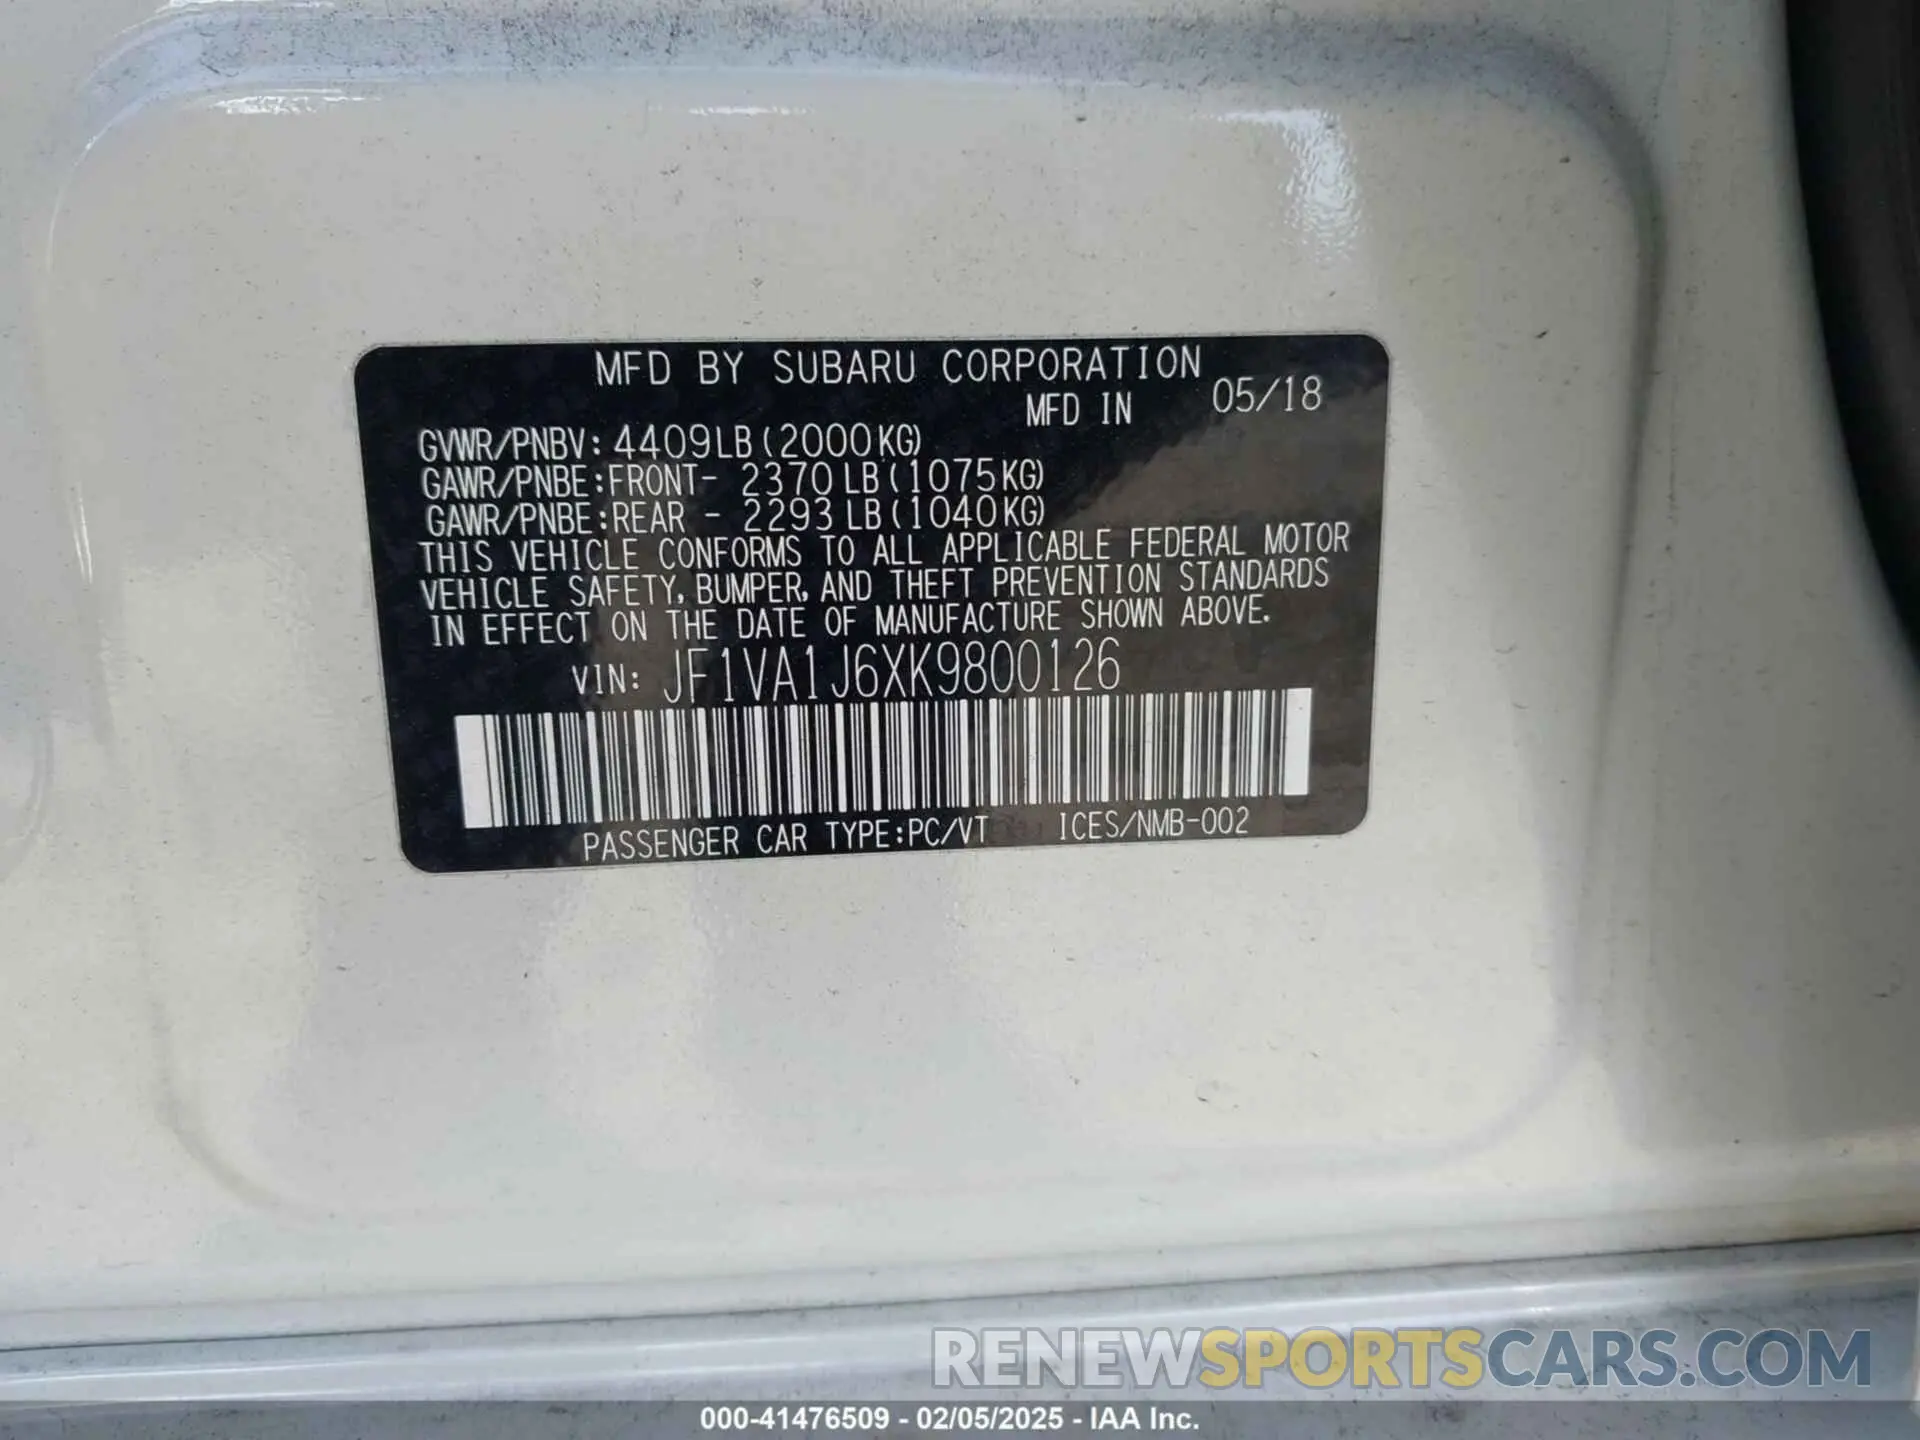 MFD BY SUBARU CORPORATION
MFD IN 05/18
GVWR/PNBV: 4409LB(2000KG)
GAWR/PNBE:FRONT- 2370LB(1075KG)
GAWR/PNBE:REAR - 2293LB(1040KG)
THIS VEHICLE CONFORMS TO ALL APPLICABLE FEDERAL MOTOR
VEHICLE SAFETY, BUMPER, AND THEFT PREVENTION STANDARDS
IN EFFECT ON THE DATE OF MANUFACTURE SHOWN ABOVE.
VIN: JF1VA1J6XK9800126
PASSENGER CAR TYPE:PC/VT ICES/NMB-002
RENEWSPORTSCARS.COM
000-41476509 - 02/05/2025 - IAA Inc.